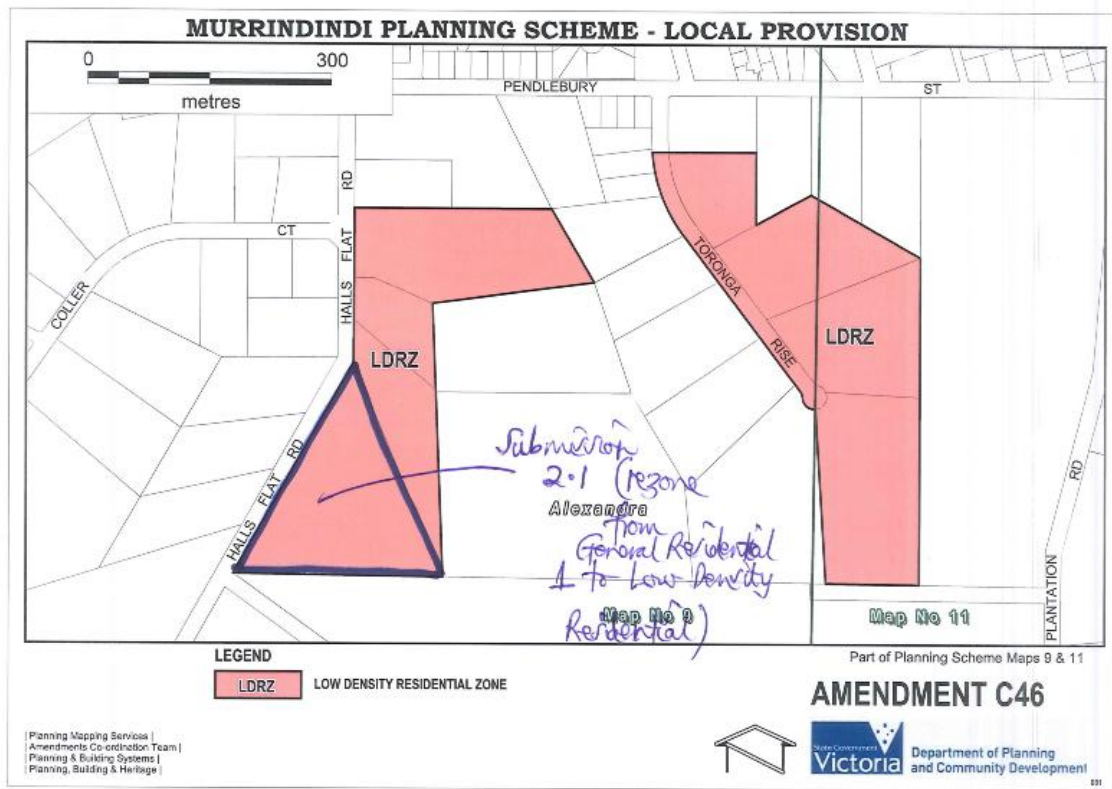 MURRINDINDI PLANNING SCHEME - LOCAL PROVISION
0 300
metres
PENDLEBURY ST
HALLS FLAT RD
COLLER CT
TORONGA RISE
LDRZ
LDRZ
HALLS FLAT RD
Submission
2.1 (rezone
Alexandra
from
General Residential
1 to Low Density
Residential)
Map No 9
Map No 11
PLANTATION RD
Part of Planning Scheme Maps 9 & 11
LEGEND
LDRZ LOW DENSITY RESIDENTIAL ZONE
AMENDMENT C46
| Planning Mapping Services |
| Amendments Co-ordination Team |
| Planning & Building Systems |
| Planning, Building & Heritage |
State Government
Victoria
Department of Planning
and Community Development
001